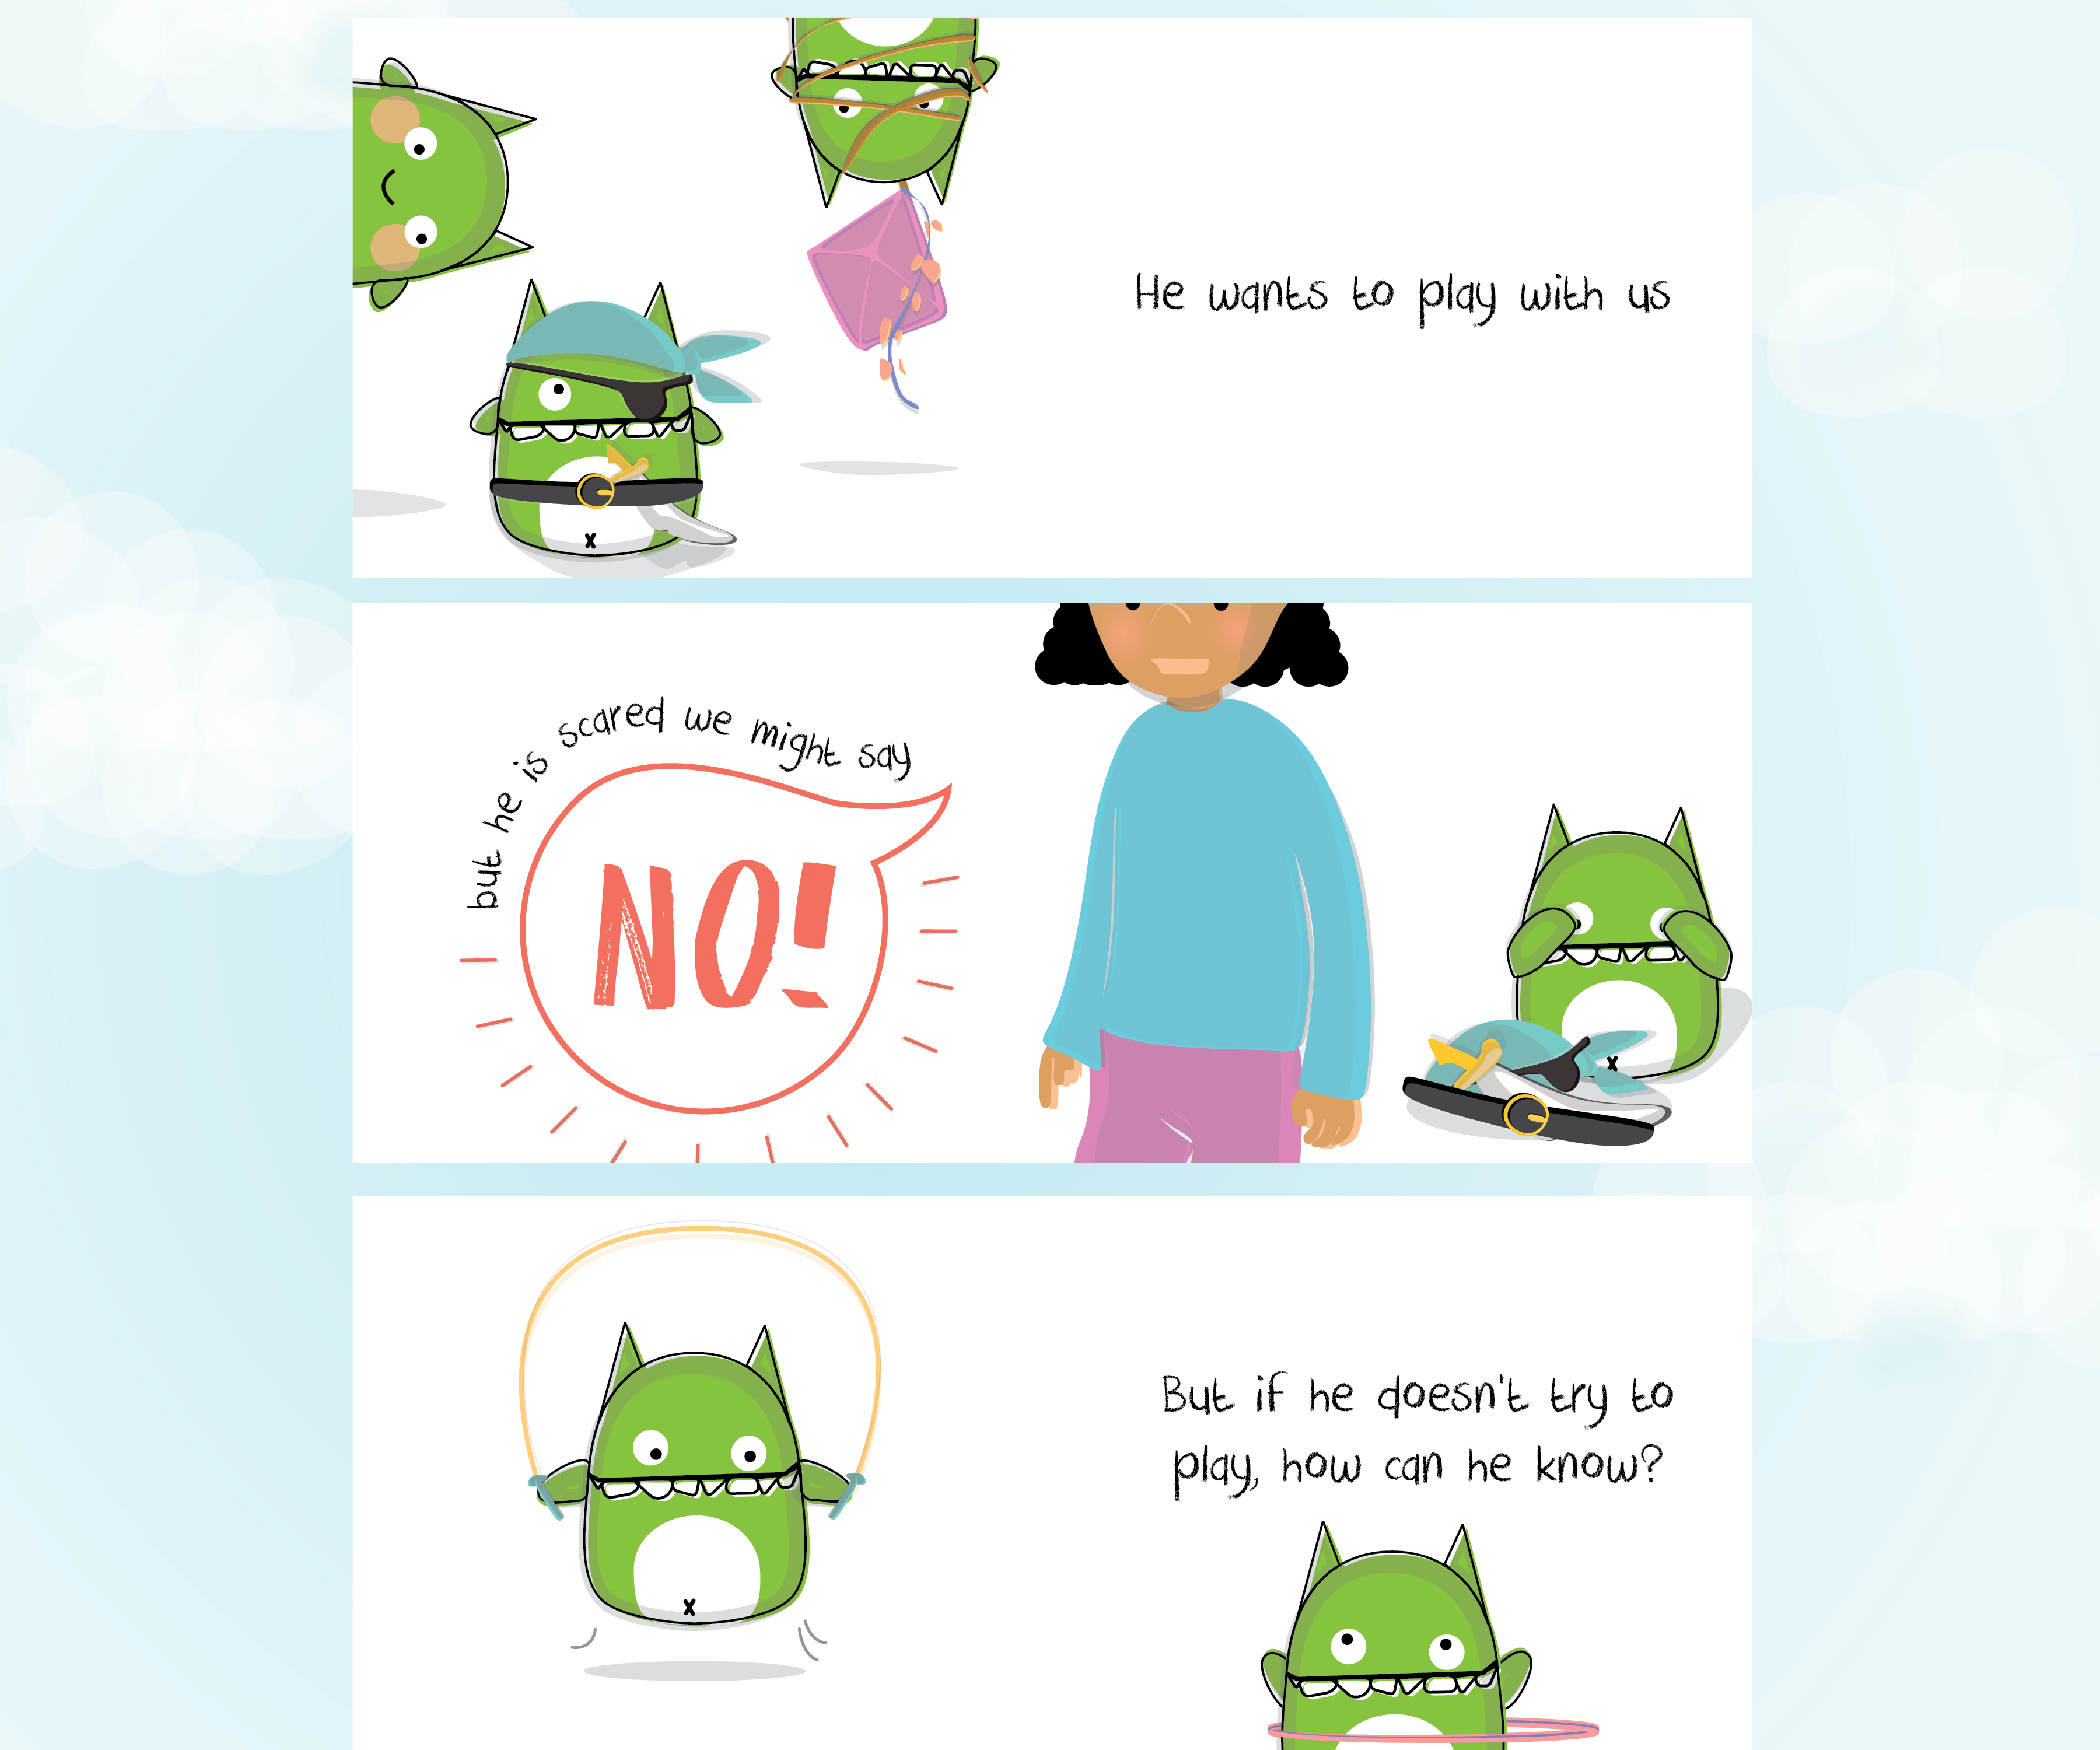 He wants to play with us
but he is scared we might say
NO!
But if he doesn't try to
play, how can he know?